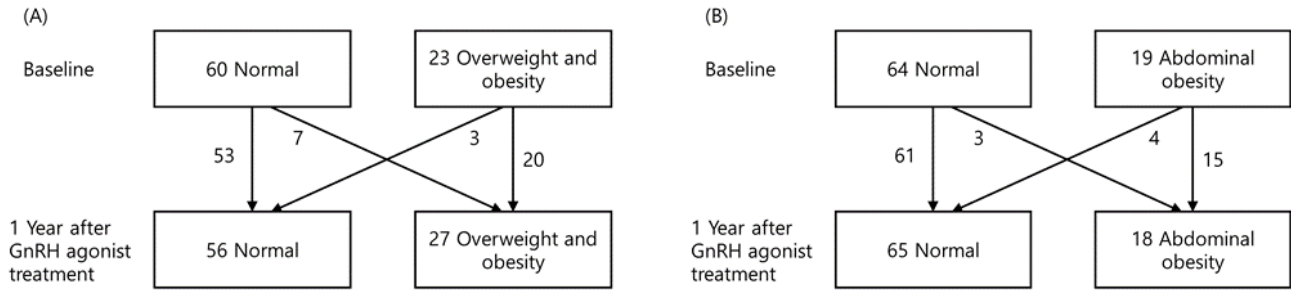 (A)
Baseline
60 Normal
23 Overweight and
obesity
53
7
3
20
1 Year after
GnRH agonist
treatment
56 Normal
27 Overweight and
obesity
(B)
Baseline
64 Normal
19 Abdominal
obesity
61
3
4
15
1 Year after
GnRH agonist
treatment
65 Normal
18 Abdominal
obesity